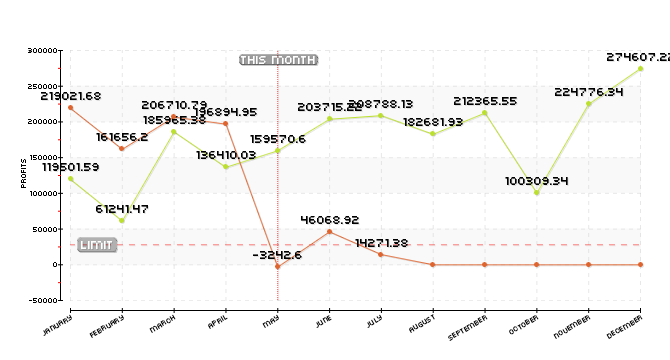 300000
THIS MONTH
274607.22
250000
219021.68
206710.79
196894.95
185965.38
203715.22
208788.13
182681.93
212365.55
224776.34
200000
161656.2
159570.6
136410.03
150000
119501.59
100309.34
100000
61241.47
46068.92
50000
LIMIT
14271.38
-3242.6
0
-50000
PROFITS
JANUARY
FEBRUARY
MARCH
APRIL
MAY
JUNE
JULY
AUGUST
SEPTEMBER
OCTOBER
NOVEMBER
DECEMBER